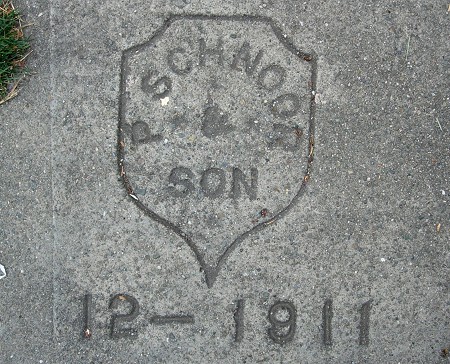 P SCHNOOR
- & -
SON
12-1911